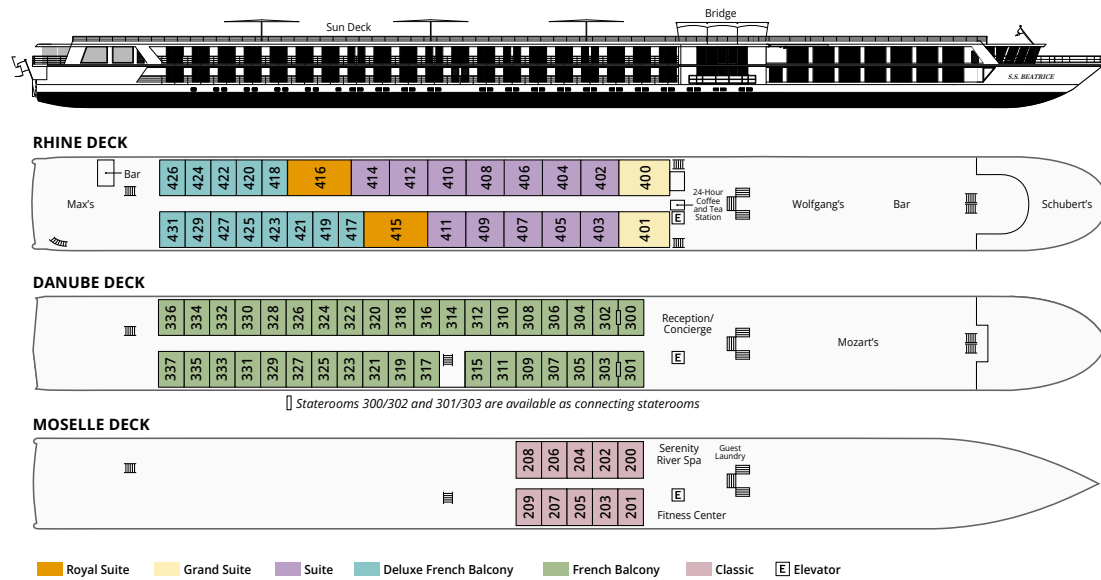 Sun Deck
Bridge
S.S. BEATRICE
RHINE DECK
426 424 422 420 418 416 414 412 410 408 406 404 402 400
Bar
Max's
24-Hour
Coffee
and Tea
Station
E
Wolfgang's
Bar
Schubert's
431 429 427 425 423 421 419 417 415 411 409 407 405 403 401
DANUBE DECK
336 334 332 330 328 326 324 322 320 318 316 314 312 310 308 306 304 302 300
Reception/
Concierge
E
Mozart's
337 335 333 331 329 327 325 323 321 319 317 315 311 309 307 305 303 301
Staterooms 300/302 and 301/303 are available as connecting staterooms
MOSELLE DECK
208 206 204 202 200
Serenity
River Spa
Guest
Laundry
E
209 207 205 203 201
Fitness Center
Royal Suite
Grand Suite
Suite
Deluxe French Balcony
French Balcony
Classic
E Elevator